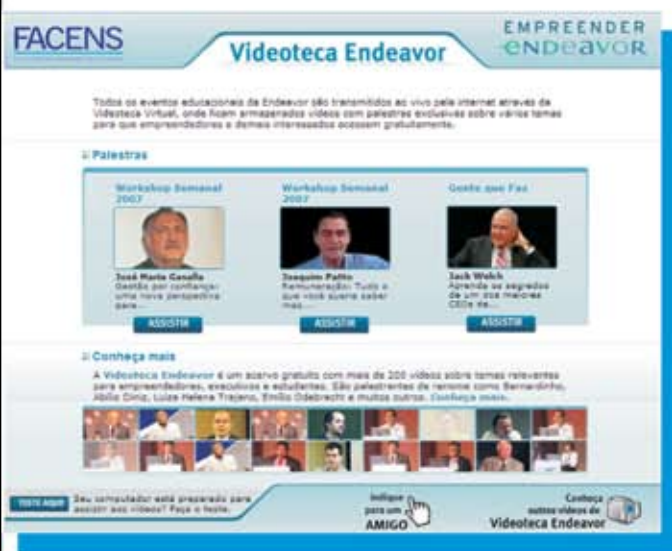 FACENS
EMPREENDER
eNDeavOR
Videoteca Endeavor
Todos os eventos educacionais da Endeavor são transmitidos ao vivo pela internet através da
Videoteca Virtual, onde ficam armazenados vídeos com palestras exclusivas sobre vários temas
para que empreendedores e demais interessados acessem gratuitamente.
Palestras
Workshop Semanal
2007
José Maria Gasalla
Gestão por confiança:
uma nova perspectiva
para...
ASSISTIR
Workshop Semanal
2007
Joaquim Patto
Remuneração: Tudo o
que você queria saber
mas...
ASSISTIR
Gente que Faz
Jack Welch
Aprenda os segredos
de um dos maiores
CEOs da...
ASSISTIR
Conheça mais
A Videoteca Endeavor é um acervo gratuito com mais de 200 vídeos sobre temas relevantes
para empreendedores, executivos e estudantes. São palestrantes de renome como Bernardinho,
Abílio Diniz, Luiza Helena Trajano, Emílio Odebrecht e muitos outros. Conheça mais.
TESTE AQUI
Seu computador está preparado para
assistir aos vídeos? Faça o teste.
Indique
para um
AMIGO
Conheça
outros vídeos da
Videoteca Endeavor